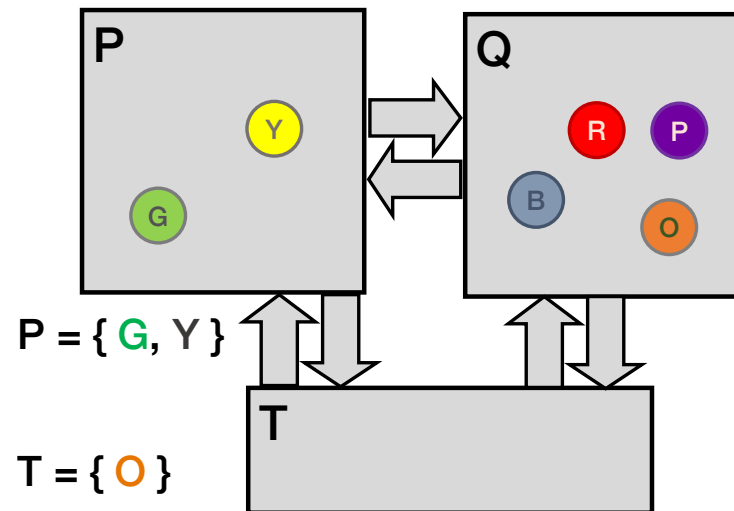 P
Q
Y
R
P
G
B
O
P = { G, Y }
T
T = { O }